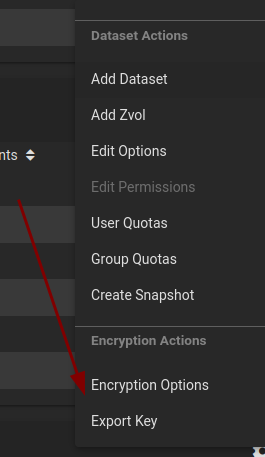 Dataset Actions
Add Dataset
nts
Add Zvol
Edit Options
Edit Permissions
User Quotas
Group Quotas
Create Snapshot
Encryption Actions
Encryption Options
Export Key